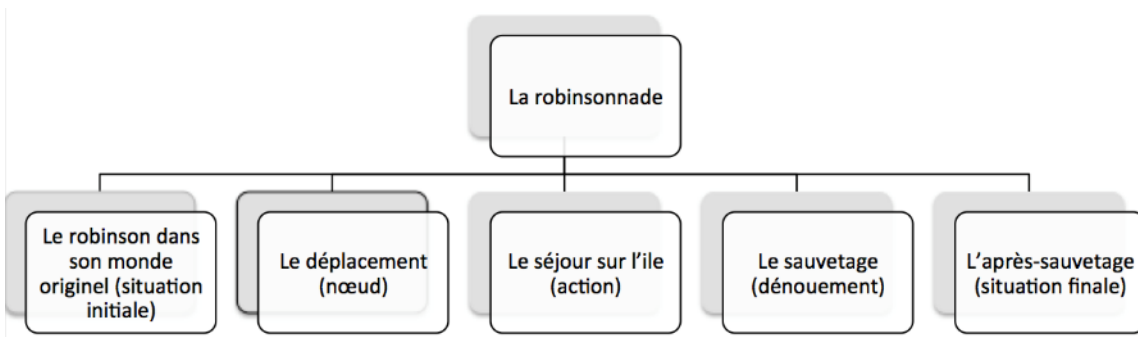 La robinsonnade
Le robinson dans
son monde
originel (situation
initiale)
Le déplacement
(nœud)
Le séjour sur l'ile
(action)
Le sauvetage
(dénouement)
L'après-sauvetage
(situation finale)